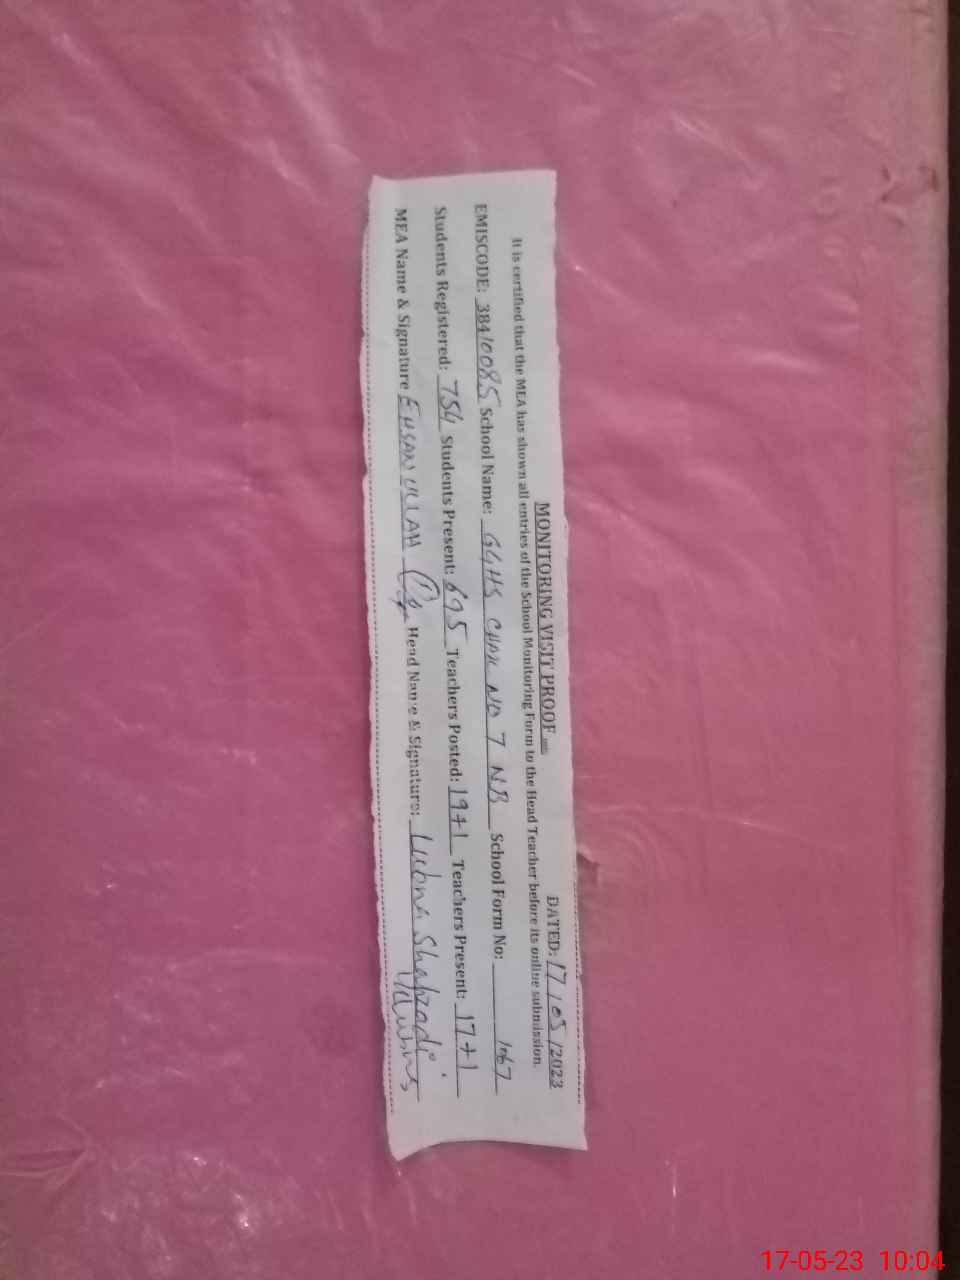 MONITORING VISIT PROOF DATED: 17/05/2023
It is certified that the MEA has shown all entries of the School Monitoring Form to the Head Teacher before its online submission.
EMISCODE: 38410085 School Name: GGHS CHAK NO 7 NB School Form No: 1067
Students Registered: 754 Students Present: 695 Teachers Posted: 19+1 Teachers Present: 17+1
MEA Name & Signature EHSAN ULLAH Head Name & Signature: Lubna Shahzadi
17-05-23 10:04